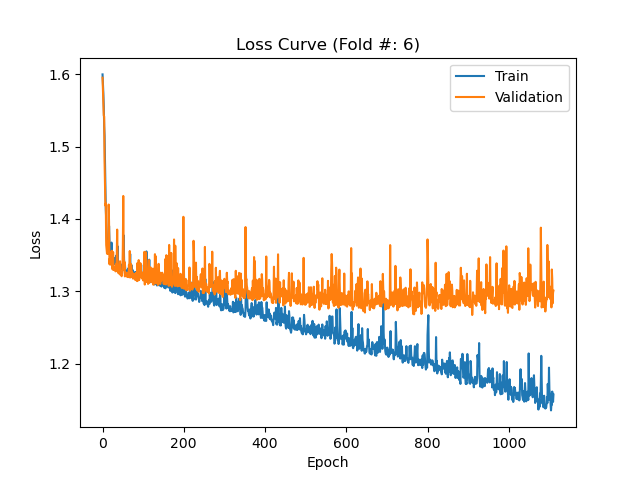 Loss Curve (Fold #: 6)
Train
Validation
Loss
1.6
1.5
1.4
1.3
1.2
0 200 400 600 800 1000
Epoch